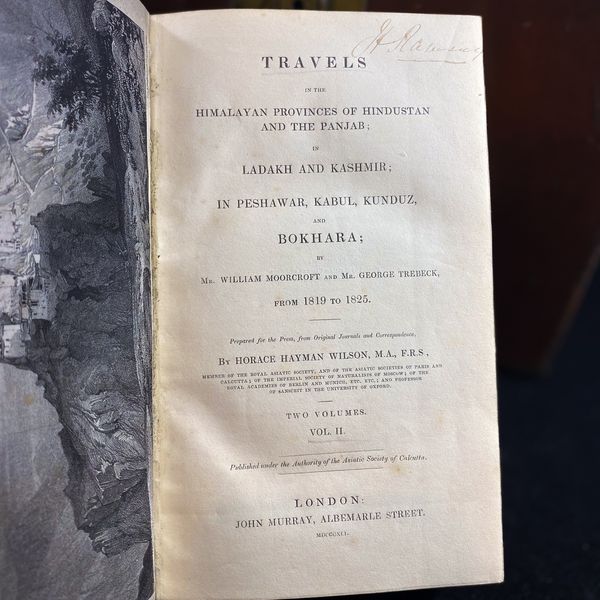 H Ramsay
TRAVELS
IN THE
HIMALAYAN PROVINCES OF HINDUSTAN
AND THE PANJAB;
IN
LADAKH AND KASHMIR;
IN PESHAWAR, KABUL, KUNDUZ,
AND
BOKHARA;
BY
MR. WILLIAM MOORCROFT AND MR. GEORGE TREBECK,
FROM 1819 TO 1825.
Prepared for the Press, from Original Journals and Correspondence,
BY HORACE HAYMAN WILSON, M.A., F.R.S.,
MEMBER OF THE ROYAL ASIATIC SOCIETY, AND OF THE ASIATIC SOCIETIES OF PARIS AND
CALCUTTA; OF THE IMPERIAL SOCIETY OF NATURALISTS OF MOSCOW; OF THE
ROYAL ACADEMIES OF BERLIN AND MUNICH, ETC. ETC.; AND PROFESSOR
OF SANSCRIT IN THE UNIVERSITY OF OXFORD.
TWO VOLUMES.
VOL. II.
Published under the Authority of the Asiatic Society of Calcutta.
LONDON:
JOHN MURRAY, ALBEMARLE STREET.
MDCCCXLI.